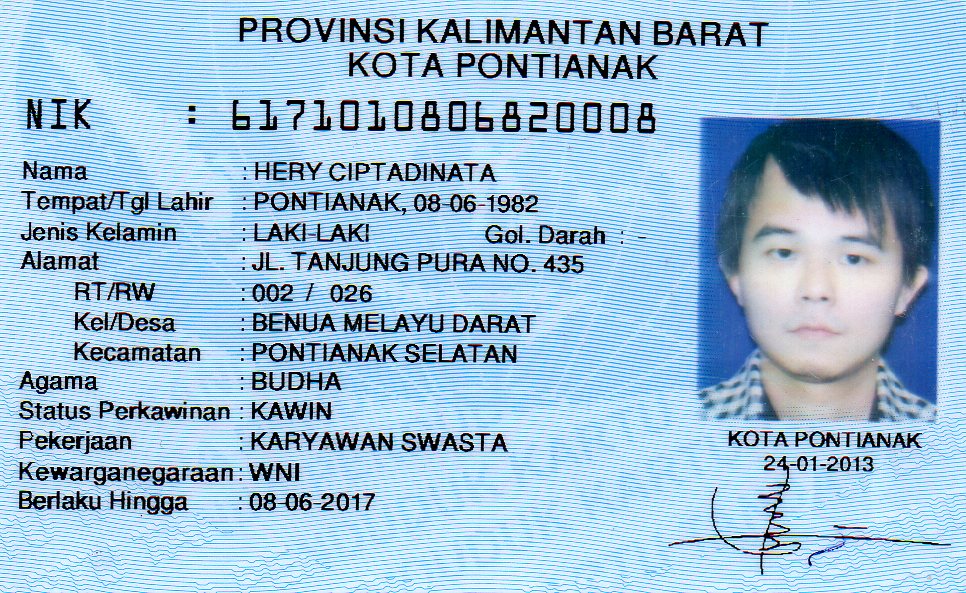 PROVINSI KALIMANTAN BARAT
KOTA PONTIANAK
NIK : 6171010806820008
Nama : HERY CIPTADINATA
Tempat/Tgl Lahir : PONTIANAK, 08-06-1982
Jenis Kelamin : LAKI-LAKI Gol. Darah : -
Alamat : JL. TANJUNG PURA NO. 435
RT/RW : 002 / 026
Kel/Desa : BENUA MELAYU DARAT
Kecamatan : PONTIANAK SELATAN
Agama : BUDHA
Status Perkawinan : KAWIN
Pekerjaan : KARYAWAN SWASTA
Kewarganegaraan : WNI
Berlaku Hingga : 08-06-2017
KOTA PONTIANAK
24-01-2013